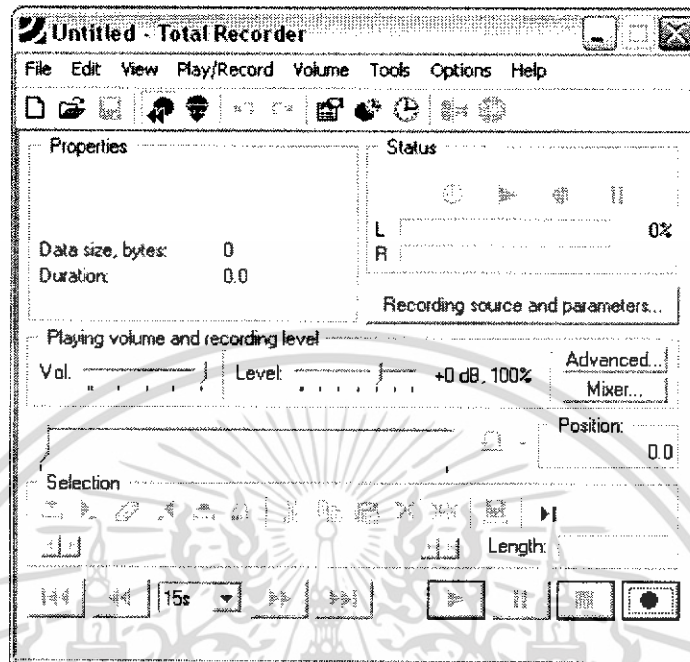 Untitled - Total Recorder
File Edit View Play/Record Volume Tools Options Help
Properties
Status
L 0%
R
Data size, bytes: 0
Duration: 0.0
Recording source and parameters...
Playing volume and recording level
Vol. Level: +0 dB, 100% Advanced...
Mixer...
Position:
0.0
Selection
Length:
15s